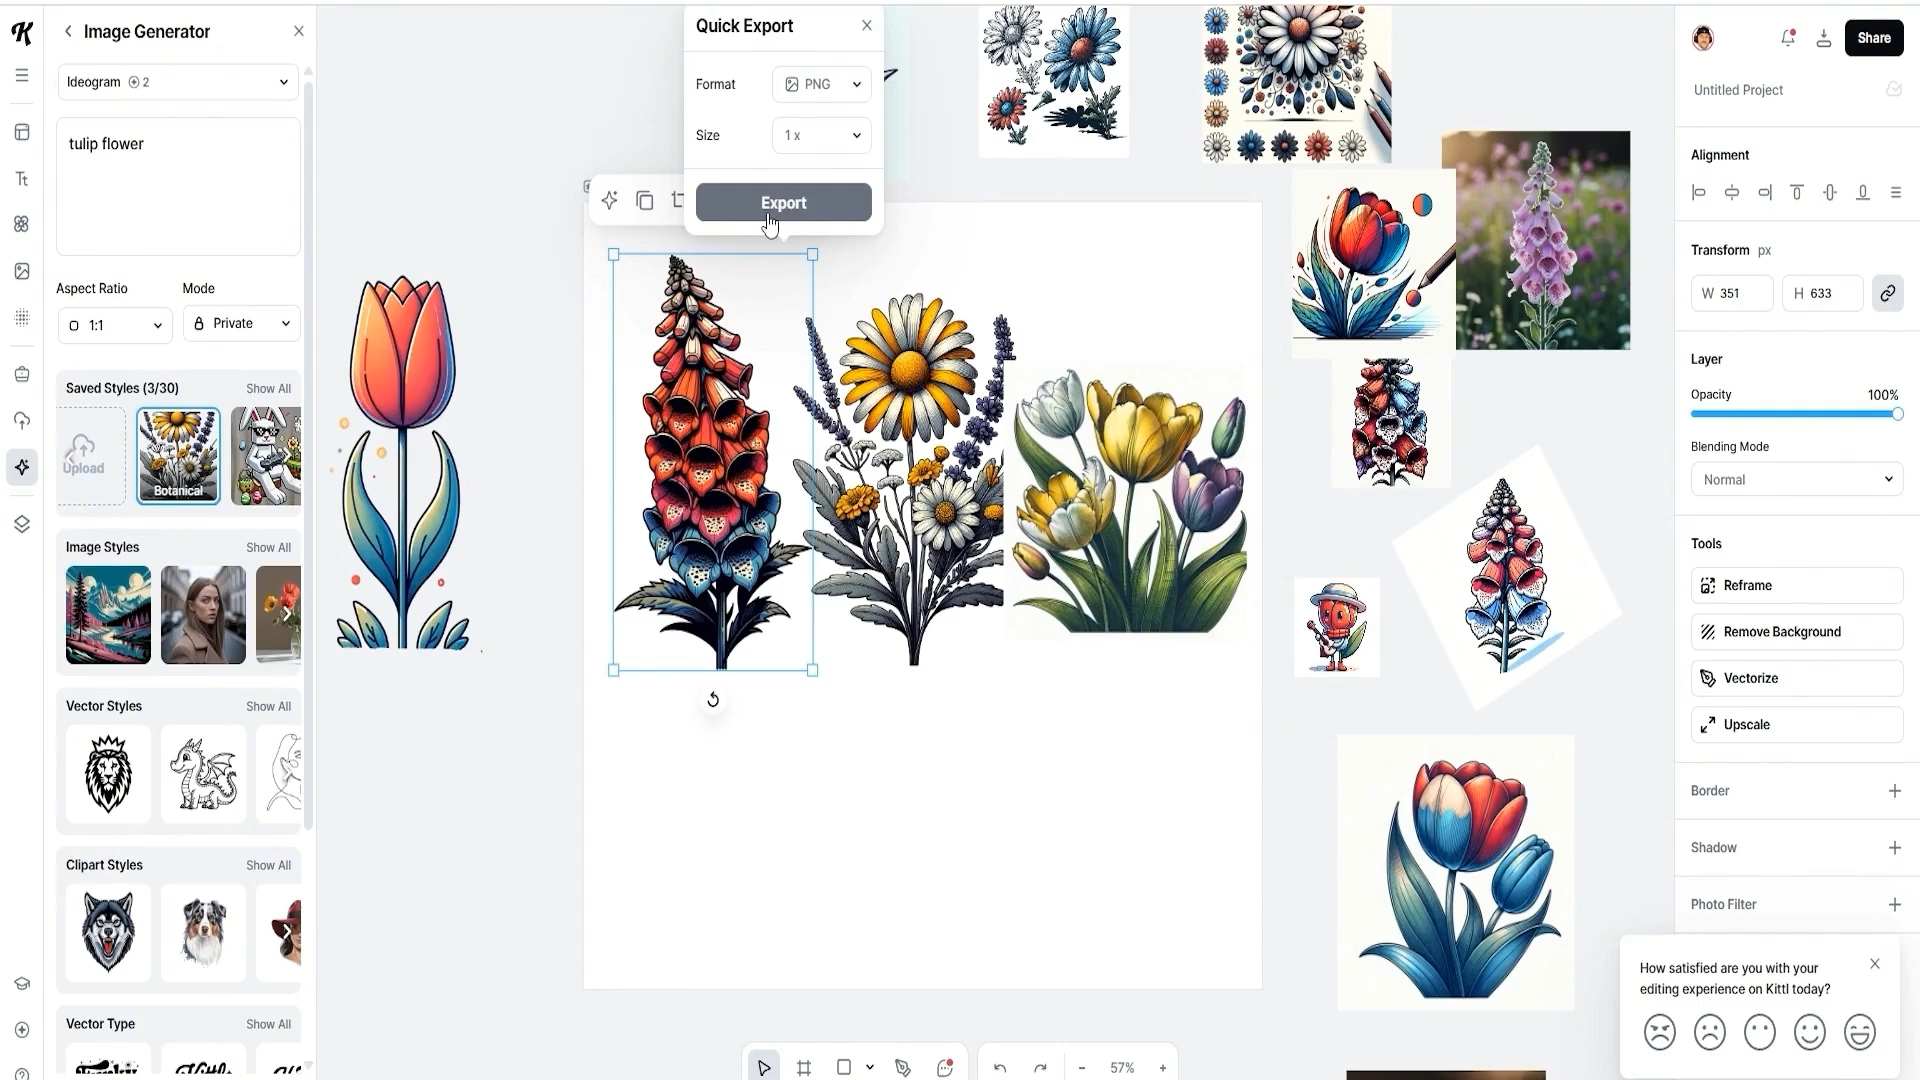 Image Generator
Ideogram 2
tulip flower
Aspect Ratio
Mode
1:1
Private
Saved Styles (3/30)
Show All
Upload
Botanical
Image Styles
Show All
Vector Styles
Show All
Clipart Styles
Show All
Vector Type
Show All
Quick Export
Format
PNG
Size
1 x
Export
57%
Share
Untitled Project
Alignment
Transform px
W 351
H 633
Layer
Opacity
100%
Blending Mode
Normal
Tools
Reframe
Remove Background
Vectorize
Upscale
Border
Shadow
Photo Filter
How satisfied are you with your
editing experience on Kittl today?